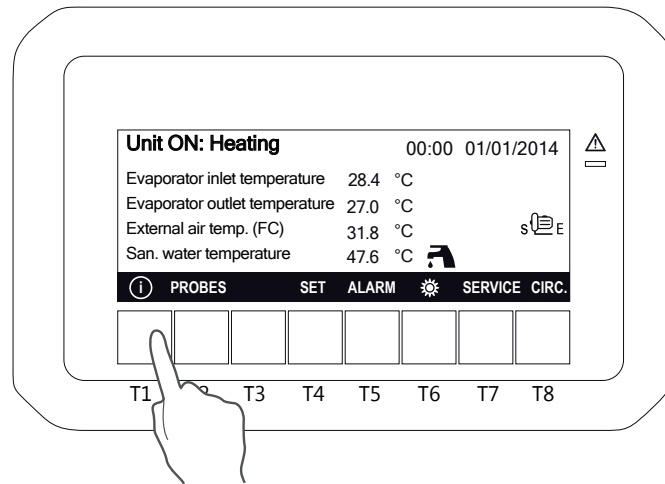 Unit ON: Heating 00:00 01/01/2014
Evaporator inlet temperature 28.4 °C
Evaporator outlet temperature 27.0 °C
External air temp. (FC) 31.8 °C
S E
San. water temperature 47.6 °C
i PROBES SET ALARM SERVICE CIRC.
T1 T3 T4 T5 T6 T7 T8